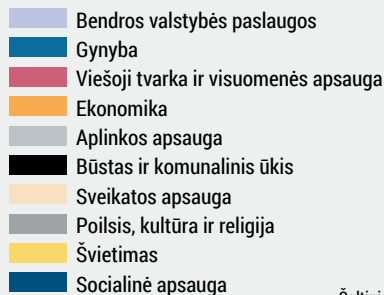 Bendros valstybės paslaugos
Gynyba
Viešoji tvarka ir visuomenės apsauga
Ekonomika
Aplinkos apsauga
Būstas ir komunalinis ūkis
Sveikatos apsauga
Poilsis, kultūra ir religija
Švietimas
Socialinė apsauga